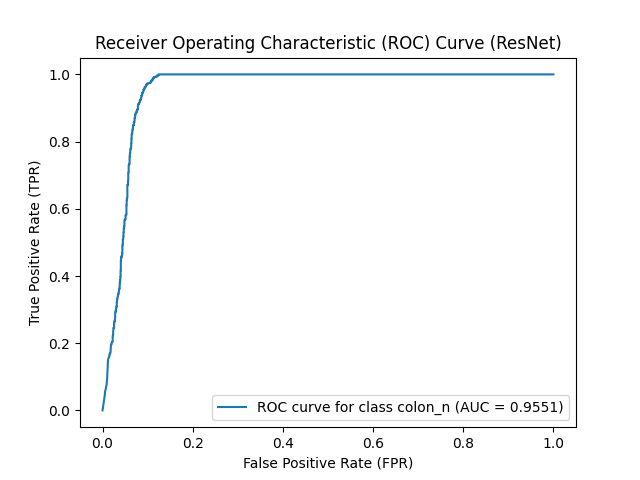 Receiver Operating Characteristic (ROC) Curve (ResNet)
1.0
0.8
0.6
0.4
0.2
0.0
True Positive Rate (TPR)
ROC curve for class colon_n (AUC = 0.9551)
0.0 0.2 0.4 0.6 0.8 1.0
False Positive Rate (FPR)